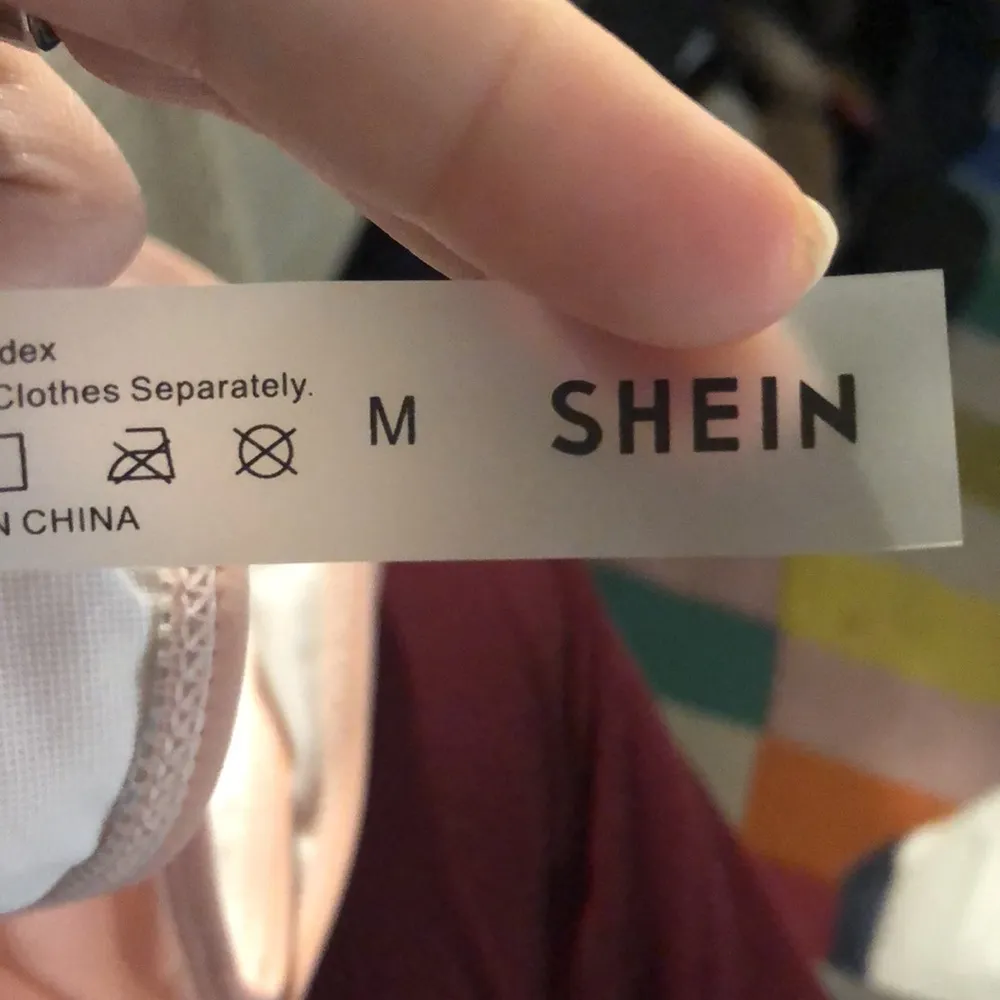 dex
Clothes Separately.
M
SHEIN
N CHINA